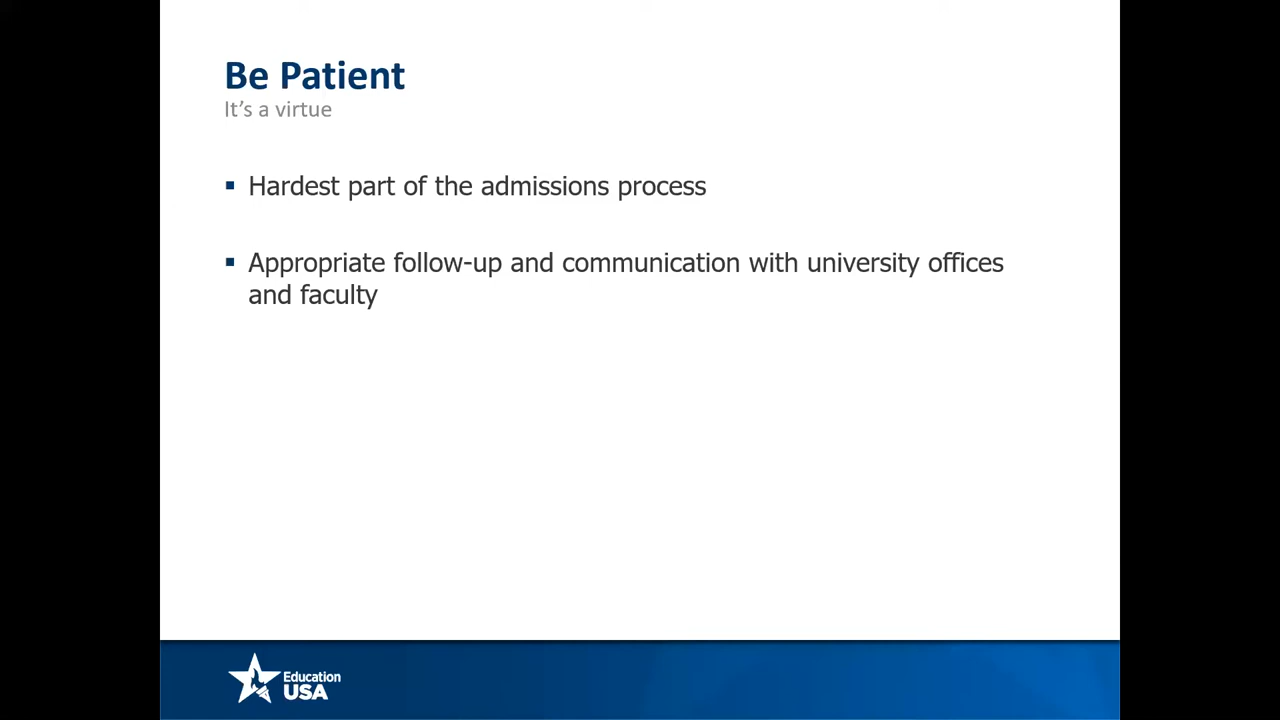 Be Patient
It's a virtue
▪ Hardest part of the admissions process
▪ Appropriate follow-up and communication with university offices
and faculty
Education
USA